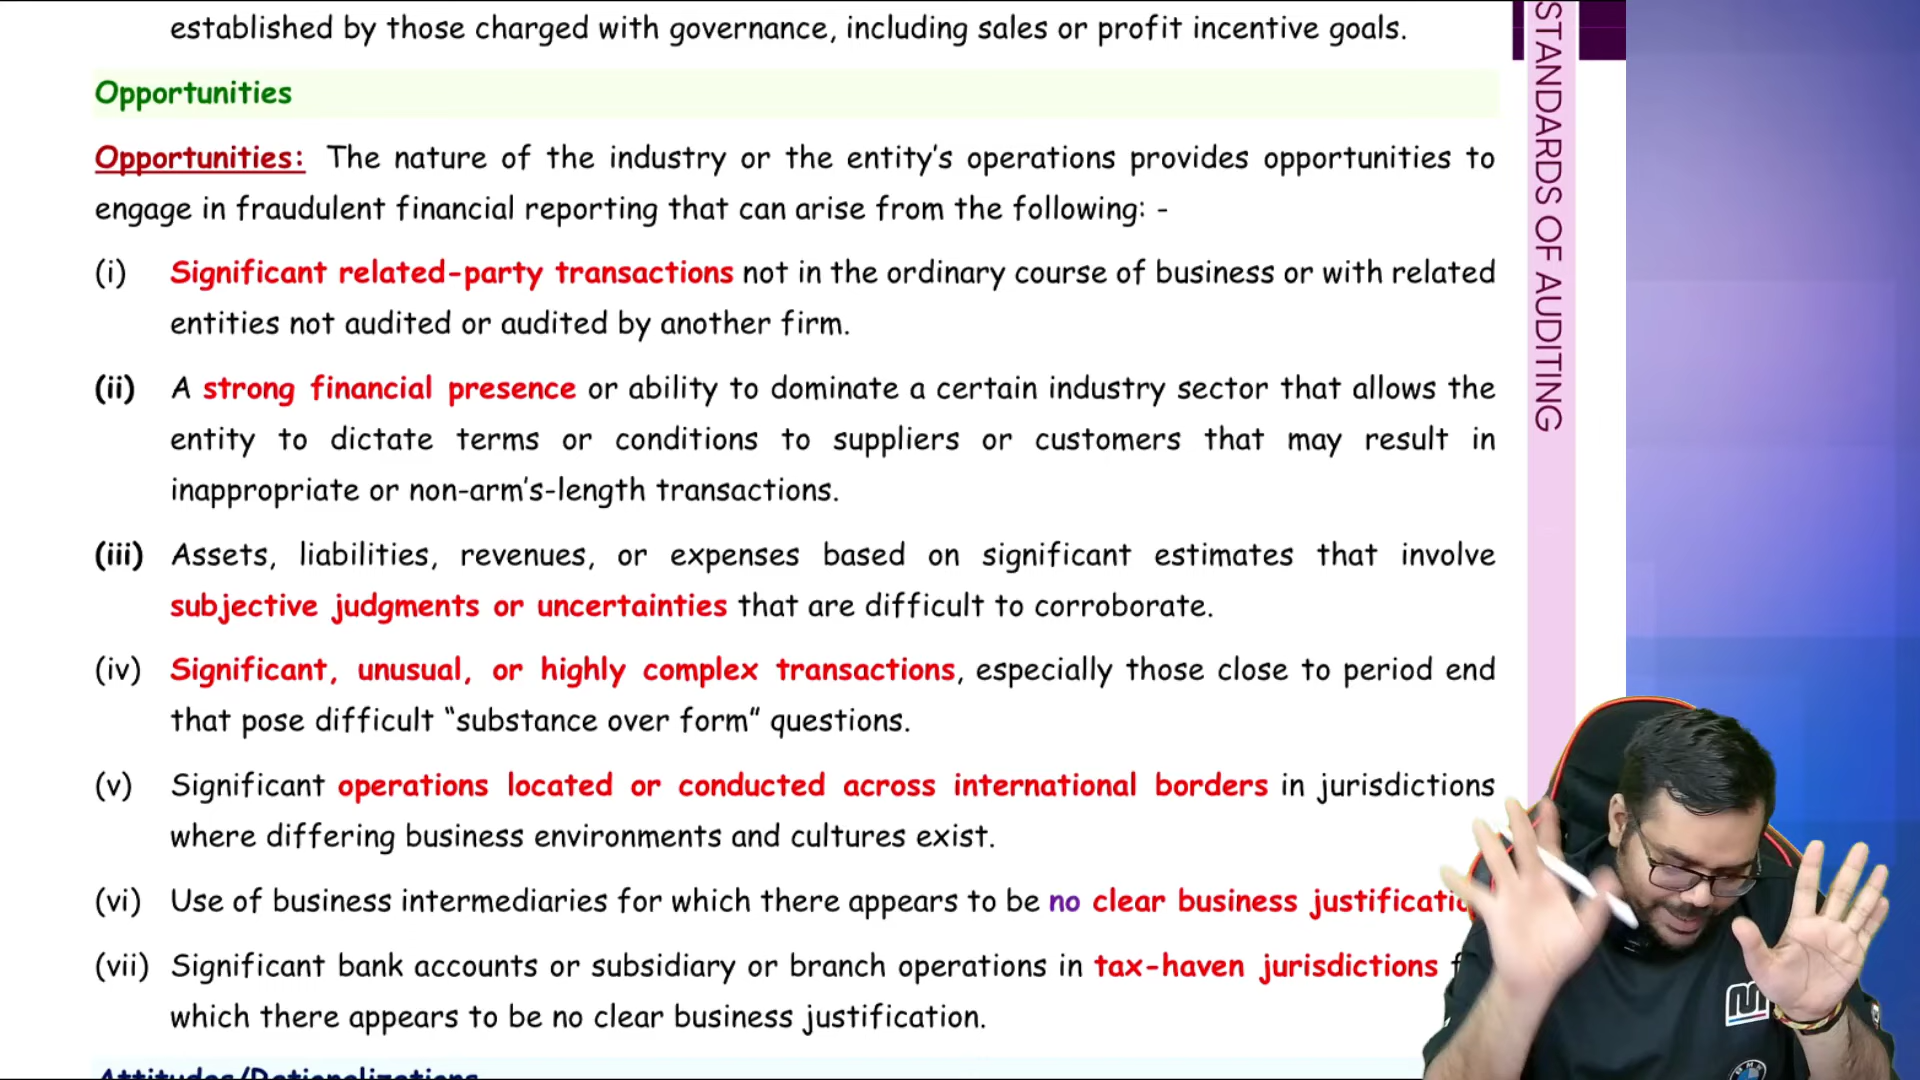 established by those charged with governance, including sales or profit incentive goals.
Opportunities
Opportunities: The nature of the industry or the entity's operations provides opportunities to
engage in fraudulent financial reporting that can arise from the following: -
(i) Significant related-party transactions not in the ordinary course of business or with related
entities not audited or audited by another firm.
(ii) A strong financial presence or ability to dominate a certain industry sector that allows the
entity to dictate terms or conditions to suppliers or customers that may result in
inappropriate or non-arm's-length transactions.
(iii) Assets, liabilities, revenues, or expenses based on significant estimates that involve
subjective judgments or uncertainties that are difficult to corroborate.
(iv) Significant, unusual, or highly complex transactions, especially those close to period end
that pose difficult “substance over form” questions.
(v) Significant operations located or conducted across international borders in jurisdictions
where differing business environments and cultures exist.
(vi) Use of business intermediaries for which there appears to be no clear business
(vii) Significant bank accounts or subsidiary or branch operations in tax-haven jurisdictions
which there appears to be no clear business justification.
Attitudes/Rationalizations
STANDARDS OF AUDITING